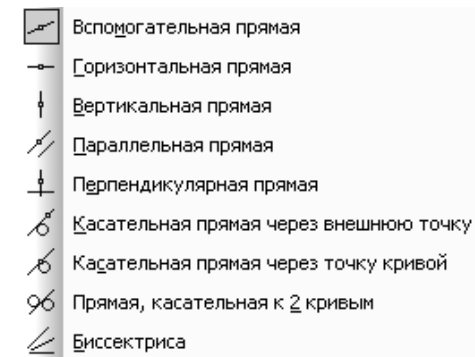 Вспомогательная прямая
Горизонтальная прямая
Вертикальная прямая
Параллельная прямая
Перпендикулярная прямая
Касательная прямая через внешнюю точку
Касательная прямая через точку кривой
Прямая, касательная к 2 кривым
Биссектриса